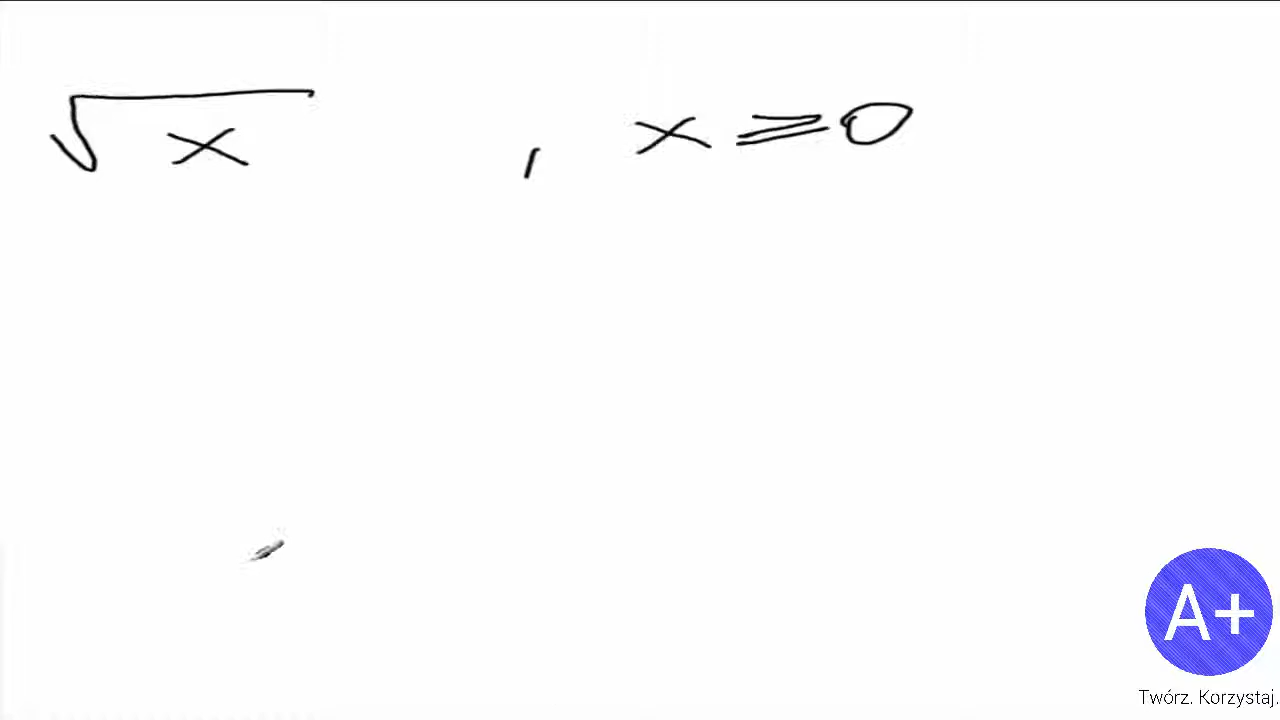 √x , x ≥ 0
A+
Twórz. Korzystaj.